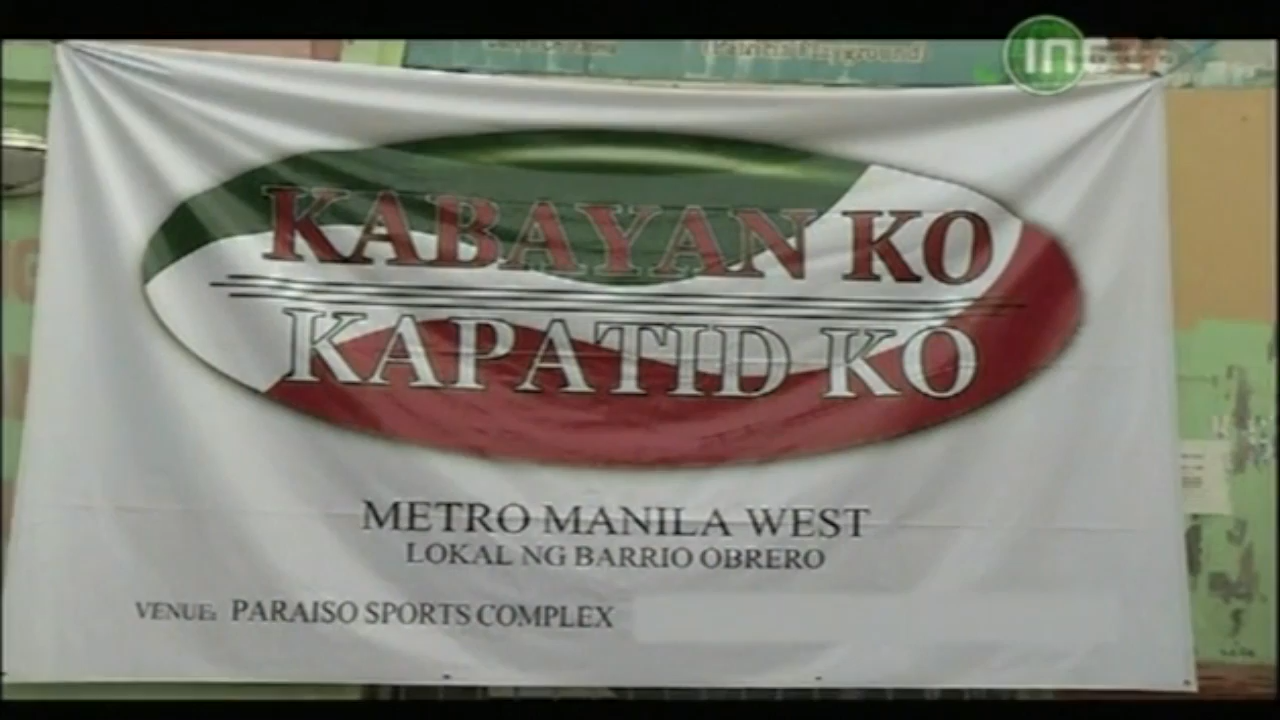 KABAYAN KO
KAPATID KO
METRO MANILA WEST
LOKAL NG BARRIO OBRERO
VENUE: PARAISO SPORTS COMPLEX